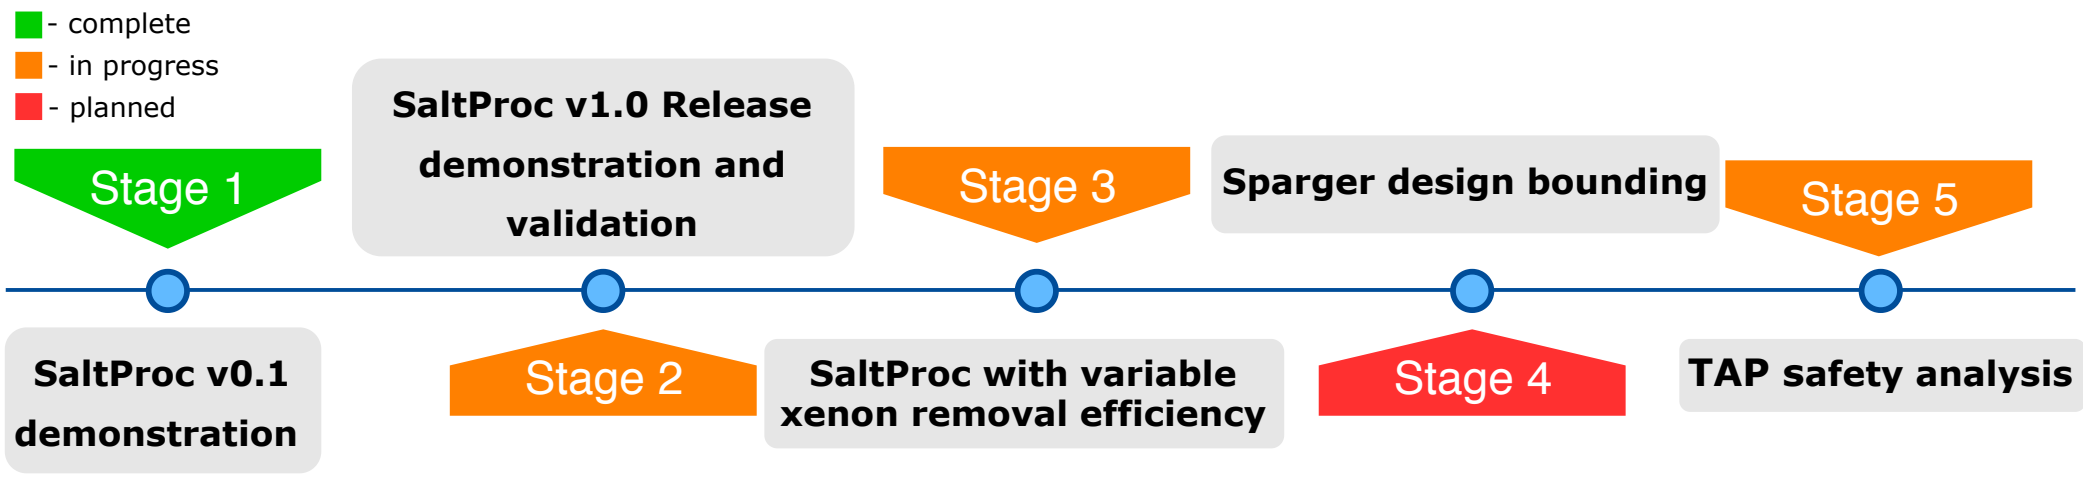 - complete
- in progress
- planned
Stage 1
SaltProc v0.1
demonstration
SaltProc v1.0 Release
demonstration and
validation
Stage 2
Stage 3
SaltProc with variable
xenon removal efficiency
Sparger design bounding
Stage 4
Stage 5
TAP safety analysis